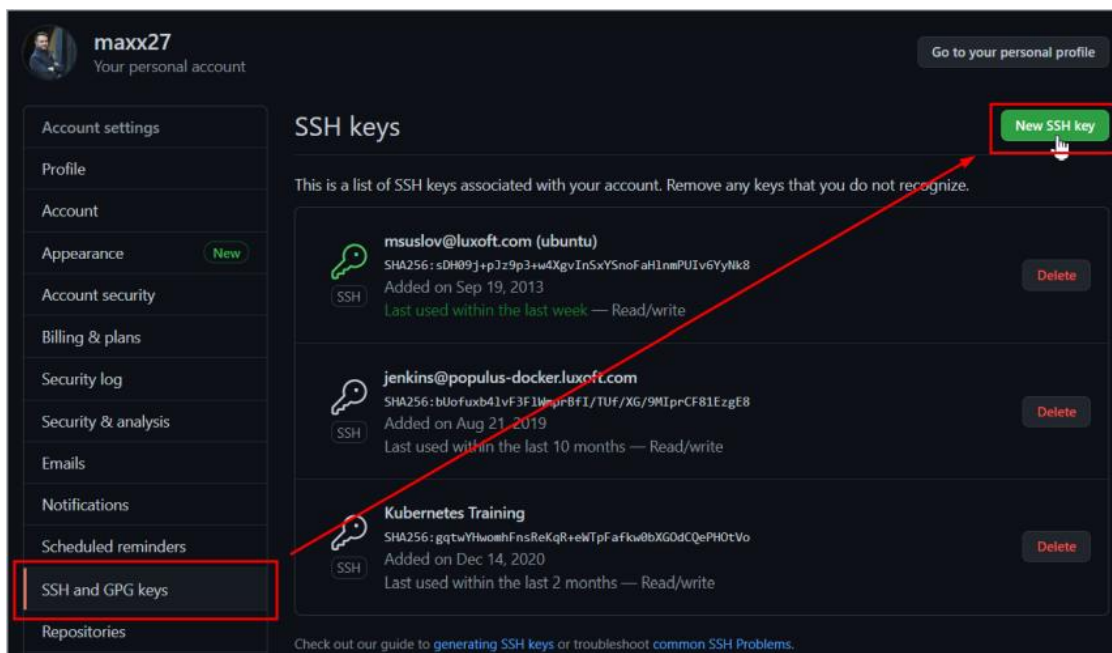 maxx27
Your personal account
Go to your personal profile
Account settings
Profile
Account
Appearance New
Account security
Billing & plans
Security log
Security & analysis
Emails
Notifications
Scheduled reminders
SSH and GPG keys
Repositories
SSH keys
New SSH key
This is a list of SSH keys associated with your account. Remove any keys that you do not recognize.
msuslov@luxoft.com (ubuntu)
SHA256:sDH09j+pJz9p3+w4XgvInSxYSnoFaHlnmPUIv6YyNk8
Added on Sep 19, 2013
Last used within the last week — Read/write
SSH
Delete
jenkins@populus-docker.luxoft.com
Added on Aug 21, 2019
Last used within the last 10 months — Read/write
SSH
Delete
Kubernetes Training
SHA256:gqtwYHwomhFnsReKqR+eWTpFafkw0bXGOdCQePHOtVo
Added on Dec 14, 2020
Last used within the last 2 months — Read/write
SSH
Delete
Check out our guide to generating SSH keys or troubleshoot common SSH Problems.